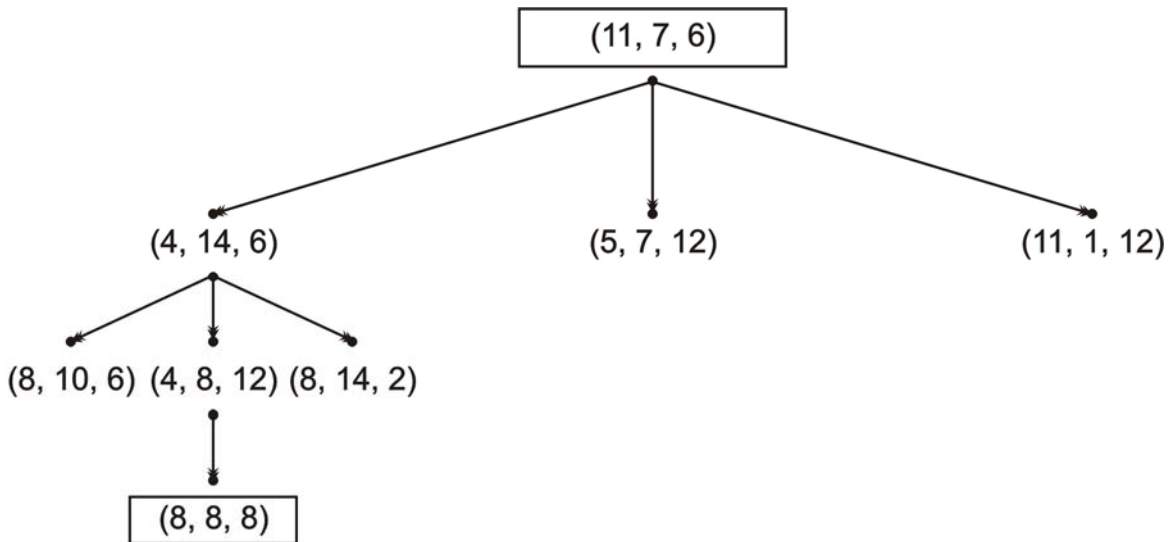 (11, 7, 6)
(4, 14, 6) (5, 7, 12) (11, 1, 12)
(8, 10, 6) (4, 8, 12) (8, 14, 2)
(8, 8, 8)